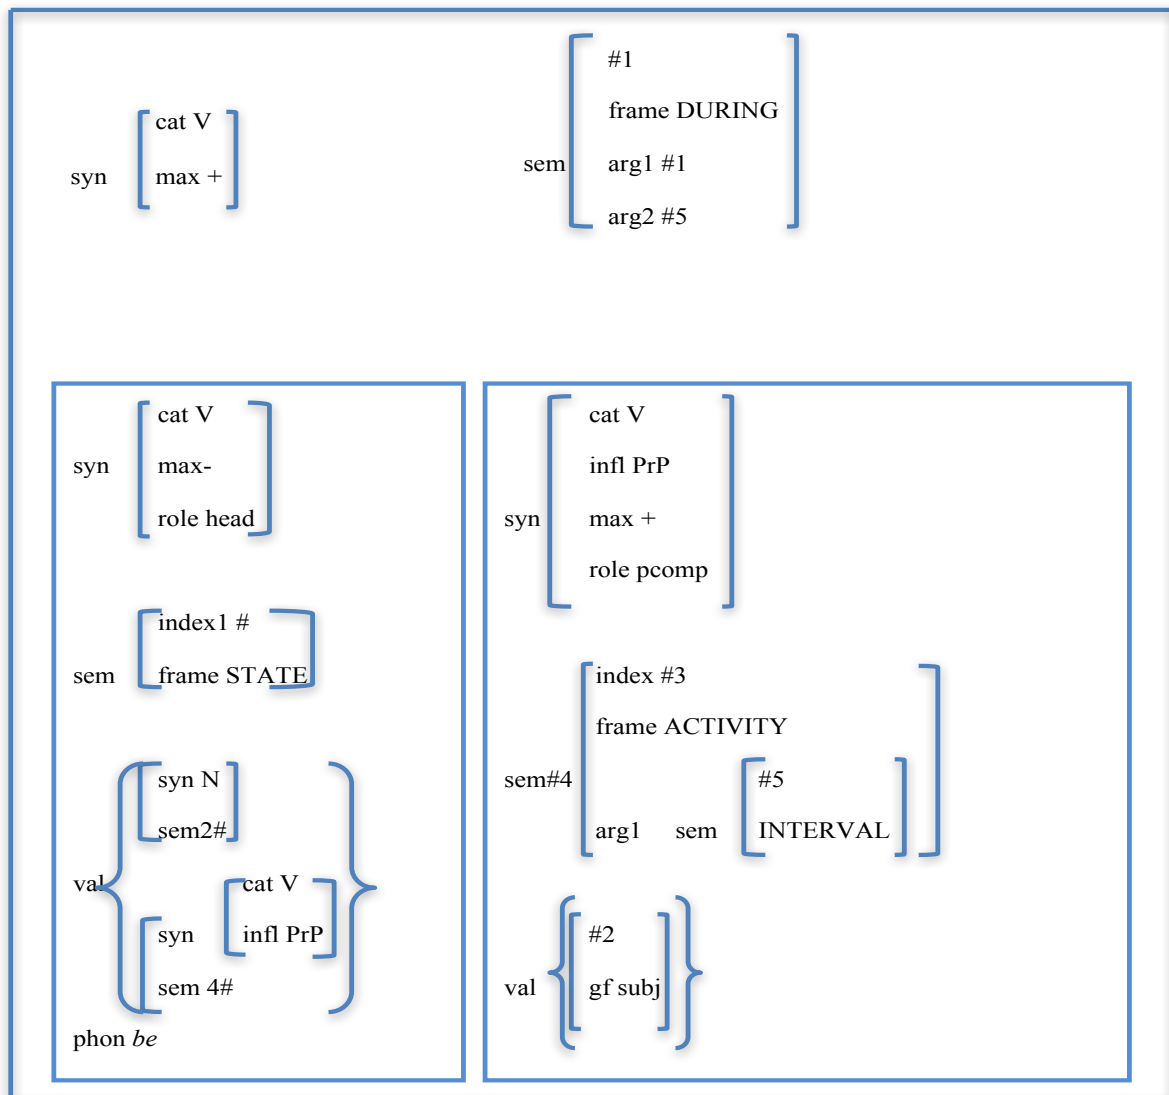 #1
frame DURING
cat V
sem arg1 #1
syn max +
arg2 #5
cat V
syn max-
role head
index1 #
sem frame STATE
syn N
sem2#
val
cat V
syn infl PrP
sem 4#
phon be
cat V
infl PrP
syn max +
role pcomp
index #3
frame ACTIVITY
sem#4 #5
arg1 sem INTERVAL
#2
val gf subj